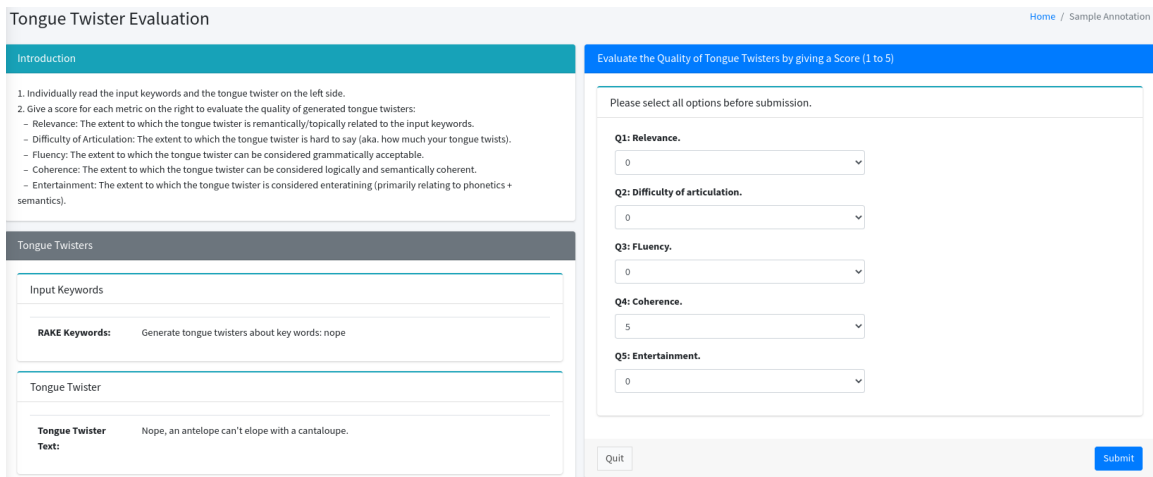 Tongue Twister Evaluation
Home / Sample Annotation
Introduction
1. Individually read the input keywords and the tongue twister on the left side.
2. Give a score for each metric on the right to evaluate the quality of generated tongue twisters:
– Relevance: The extent to which the tongue twister is remantically/topically related to the input keywords.
– Difficulty of Articulation: The extent to which the tongue twister is hard to say (aka. how much your tongue twists).
– Fluency: The extent to which the tongue twister can be considered grammatically acceptable.
– Coherence: The extent to which the tongue twister can be considered logically and semantically coherent.
– Entertainment: The extent to which the tongue twister is considered enteratining (primarily relating to phonetics +
semantics).
Tongue Twisters
Input Keywords
RAKE Keywords: Generate tongue twisters about key words: nope
Tongue Twister
Tongue Twister Nope, an antelope can't elope with a cantaloupe.
Text:
Evaluate the Quality of Tongue Twisters by giving a Score (1 to 5)
Please select all options before submission.
Q1: Relevance.
0
Q2: Difficulty of articulation.
0
Q3: FLuency.
0
Q4: Coherence.
5
Q5: Entertainment.
0
Quit
Submit